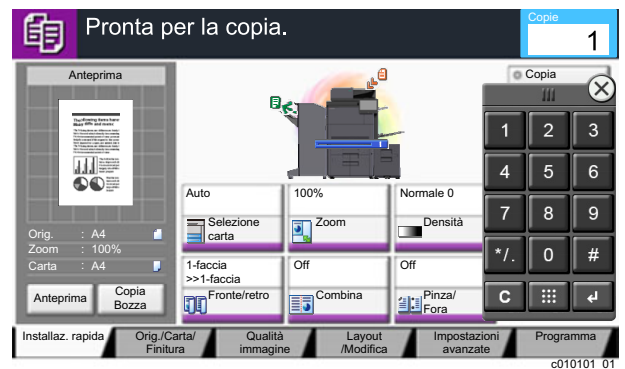 Pronta per la copia.
Copie
1
Anteprima
Orig. : A4
Zoom : 100%
Carta : A4
Anteprima
Copia
Bozza
Copia
Auto
Selezione
carta
100%
Zoom
Normale 0
Densità
1-faccia
>>1-faccia
Fronte/retro
Off
Combina
Off
Pinza/
Fora
1 2 3
4 5 6
7 8 9
*/. 0 #
C
Installaz. rapida
Orig./Carta/
Finitura
Qualità
immagine
Layout
/Modifica
Impostazioni
avanzate
Programma
c010101_01